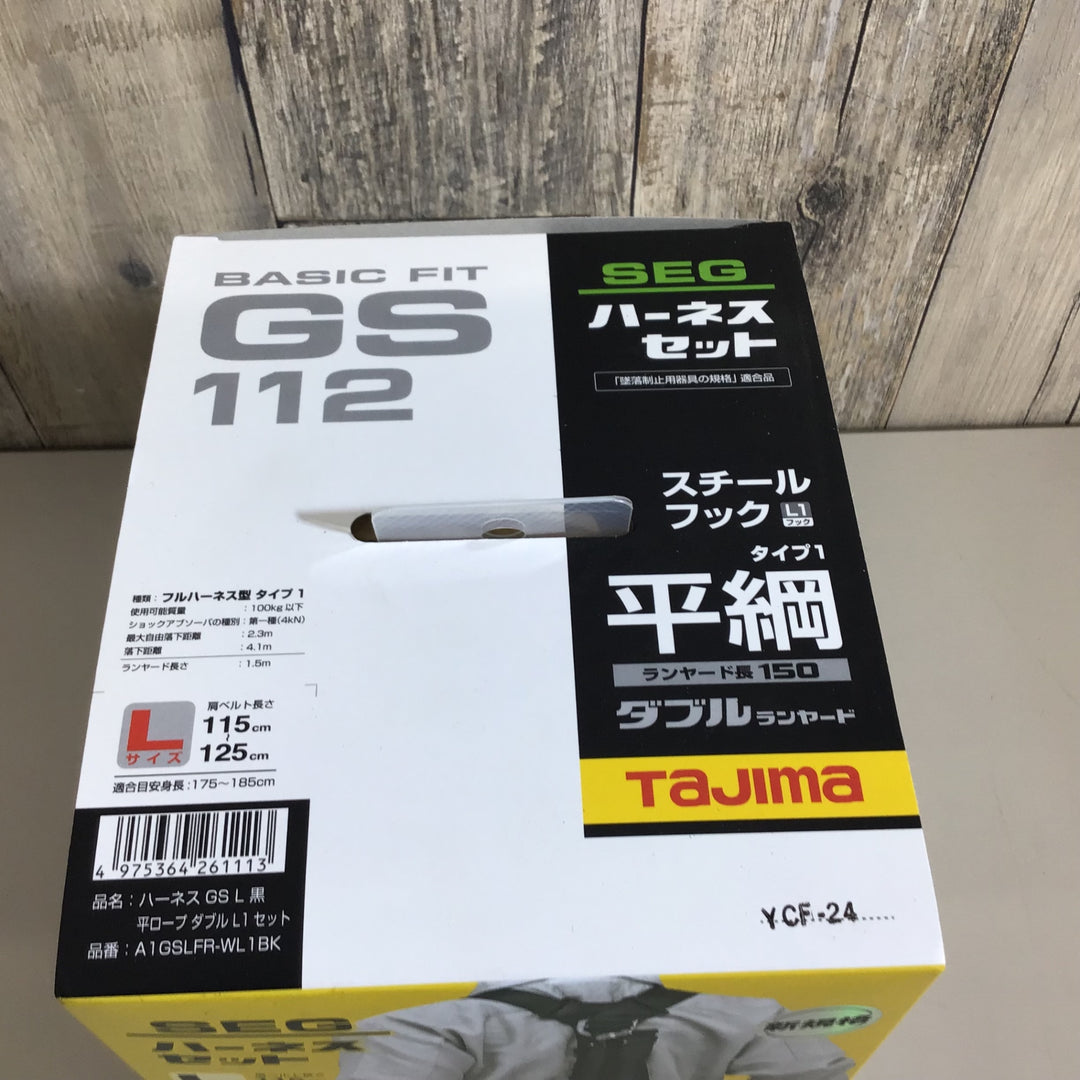 BASIC FIT
GS
112
SEG
ハーネス
セット
「墜落制止用器具の規格」適合品
スチール
フック L1
フック
タイプ1
平綱
ランヤード長 150
ダブル ランヤード
TaJIma
種類 : フルハーネス型 タイプ 1
使用可能質量 : 100kg 以下
ショックアブソーバの種別 : 第一種(4kN)
最大自由落下距離 : 2.3m
落下距離 : 4.1m
ランヤード長さ : 1.5m
L
サイズ
肩ベルト長さ
115cm
~
125cm
適合目安身長 : 175~185cm
4 975364 261113
品名 : ハーネス GS L 黒
平ロープ ダブル L1 セット
品番 : A1GSLFR-WL1BK
YCF-24
SEG
ハーネス
セット
新規格